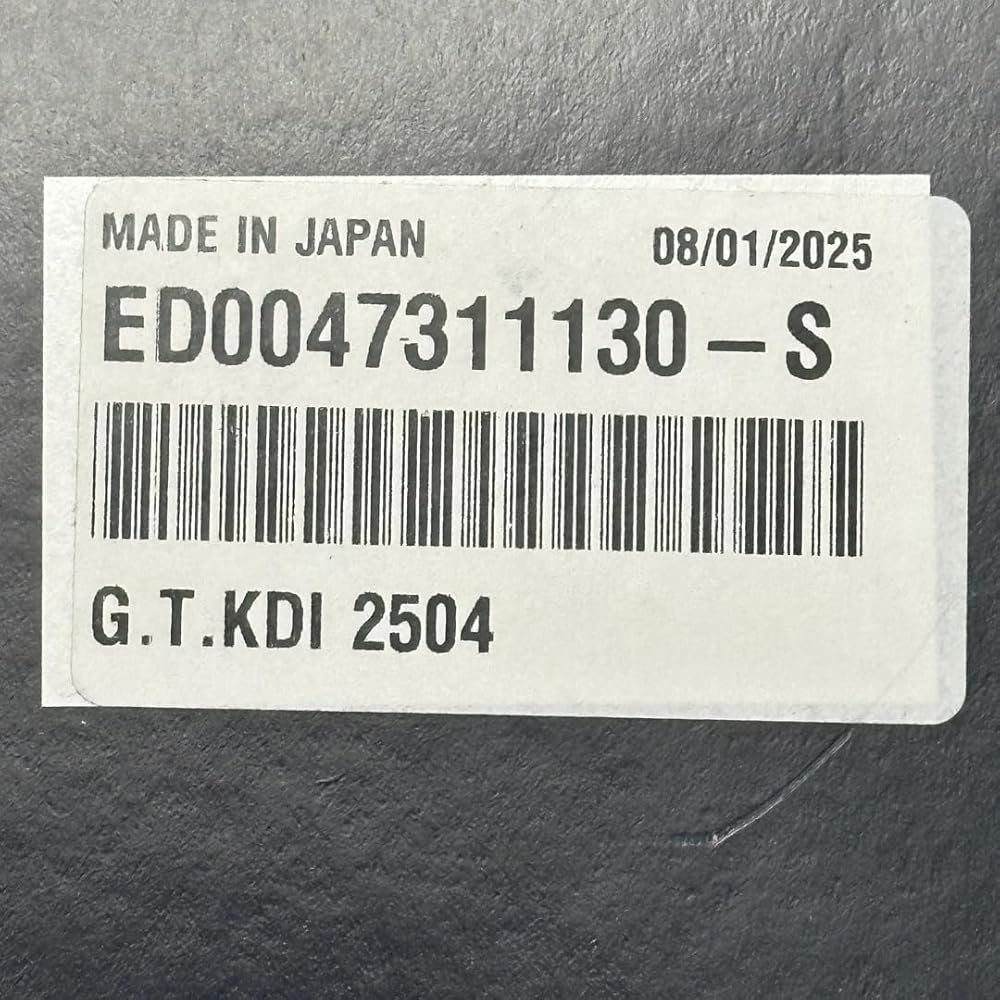 MADE IN JAPAN 08/01/2025
ED0047311130-S
G.T.KDI 2504